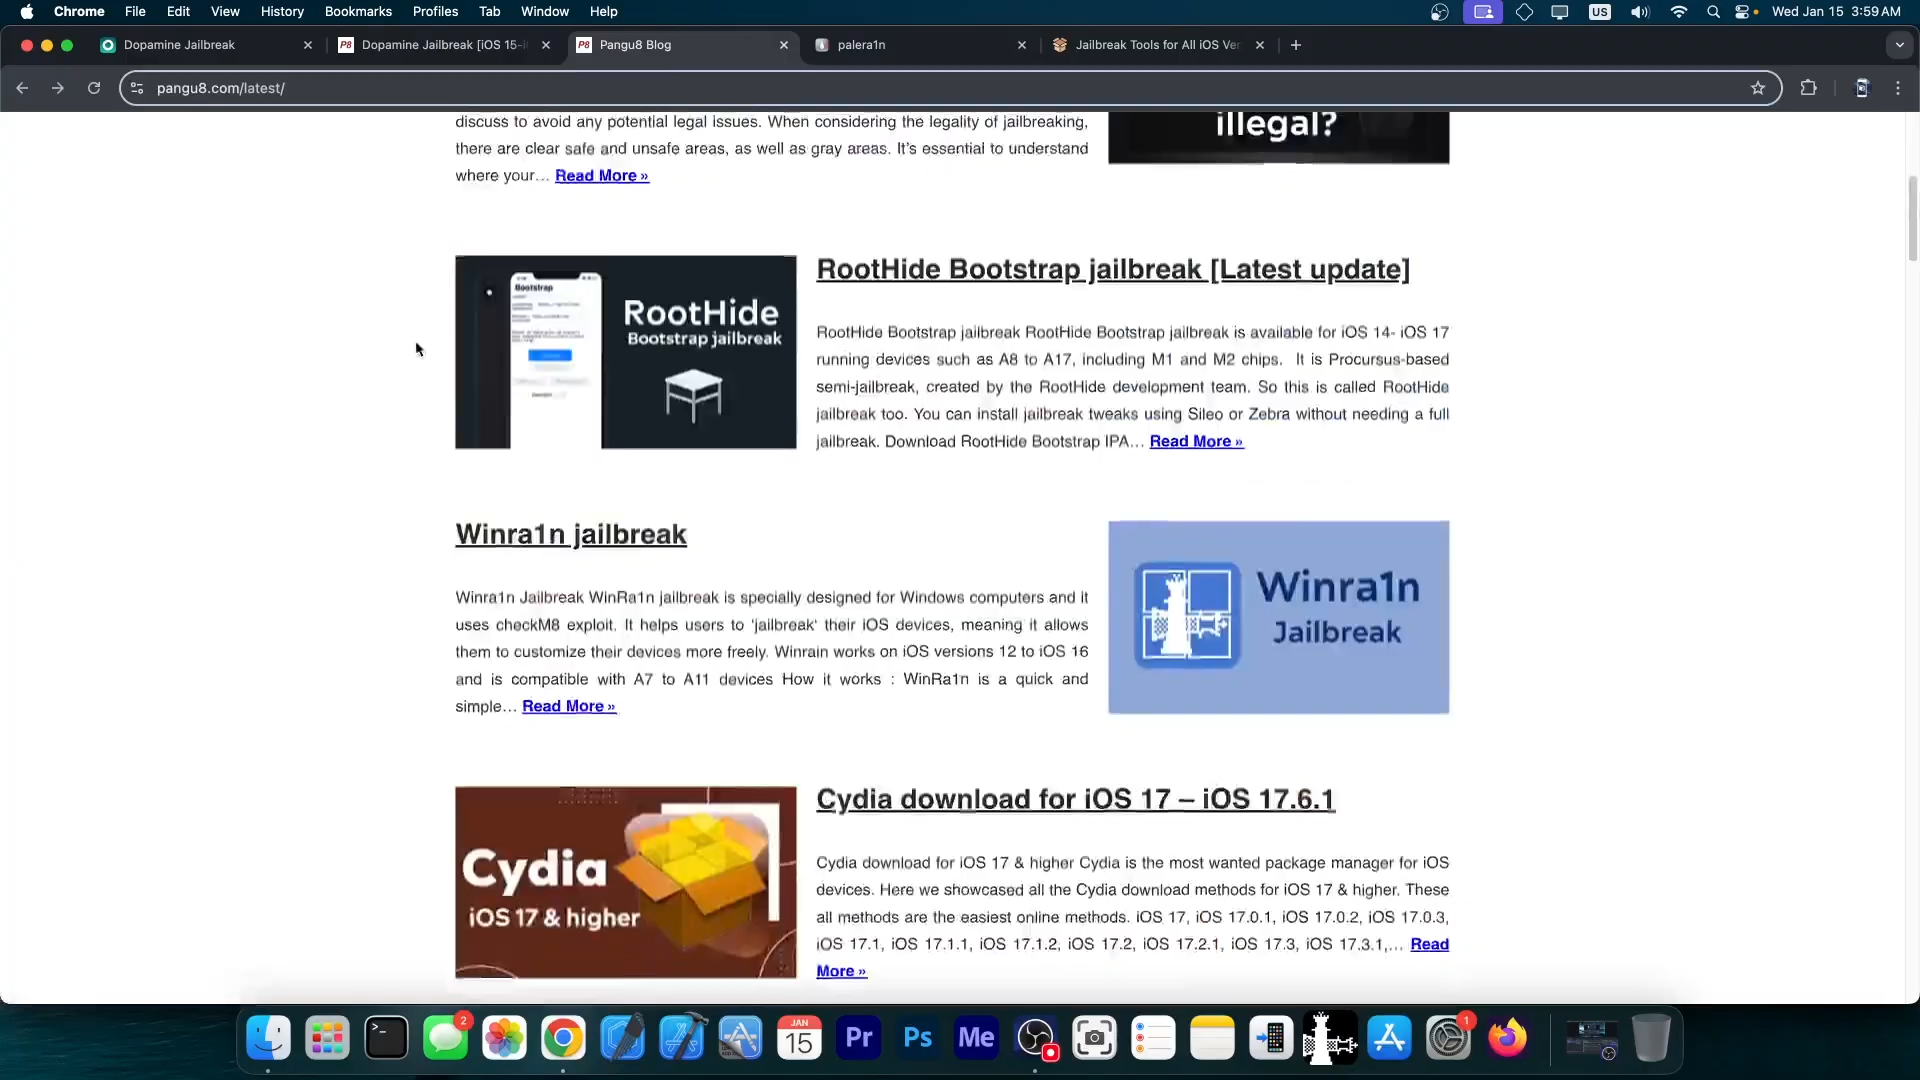 Chrome File Edit View History Bookmarks Profiles Tab Window Help US Wed Jan 15 3:59 AM
Dopamine Jailbreak P8 Dopamine Jailbreak [iOS 15-i P8 Pangu8 Blog palera1n Jailbreak Tools for All iOS Ver
pangu8.com/latest/
discuss to avoid any potential legal issues. When considering the legality of jailbreaking,
there are clear safe and unsafe areas, as well as gray areas. It's essential to understand
where your... Read More »
illegal?
RootHide Bootstrap jailbreak [Latest update]
Bootstrap
RootHide
Bootstrap jailbreak
RootHide Bootstrap jailbreak RootHide Bootstrap jailbreak is available for iOS 14- iOS 17
running devices such as A8 to A17, including M1 and M2 chips. It is Procursus-based
semi-jailbreak, created by the RootHide development team. So this is called RootHide
jailbreak too. You can install jailbreak tweaks using Sileo or Zebra without needing a full
jailbreak. Download RootHide Bootstrap IPA... Read More »
Winra1n jailbreak
Winra1n Jailbreak WinRa1n jailbreak is specially designed for Windows computers and it
uses checkM8 exploit. It helps users to 'jailbreak' their iOS devices, meaning it allows
them to customize their devices more freely. Winrain works on iOS versions 12 to iOS 16
and is compatible with A7 to A11 devices How it works : WinRa1n is a quick and
simple... Read More »
Winra1n
Jailbreak
Cydia download for iOS 17 – iOS 17.6.1
Cydia
iOS 17 & higher
Cydia download for iOS 17 & higher Cydia is the most wanted package manager for iOS
devices. Here we showcased all the Cydia download methods for iOS 17 & higher. These
all methods are the easiest online methods. iOS 17, iOS 17.0.1, iOS 17.0.2, iOS 17.0.3,
iOS 17.1, iOS 17.1.1, iOS 17.1.2, iOS 17.2, iOS 17.2.1, iOS 17.3, iOS 17.3.1,... Read
More »
2 JAN 15 Pr Ps Me 1